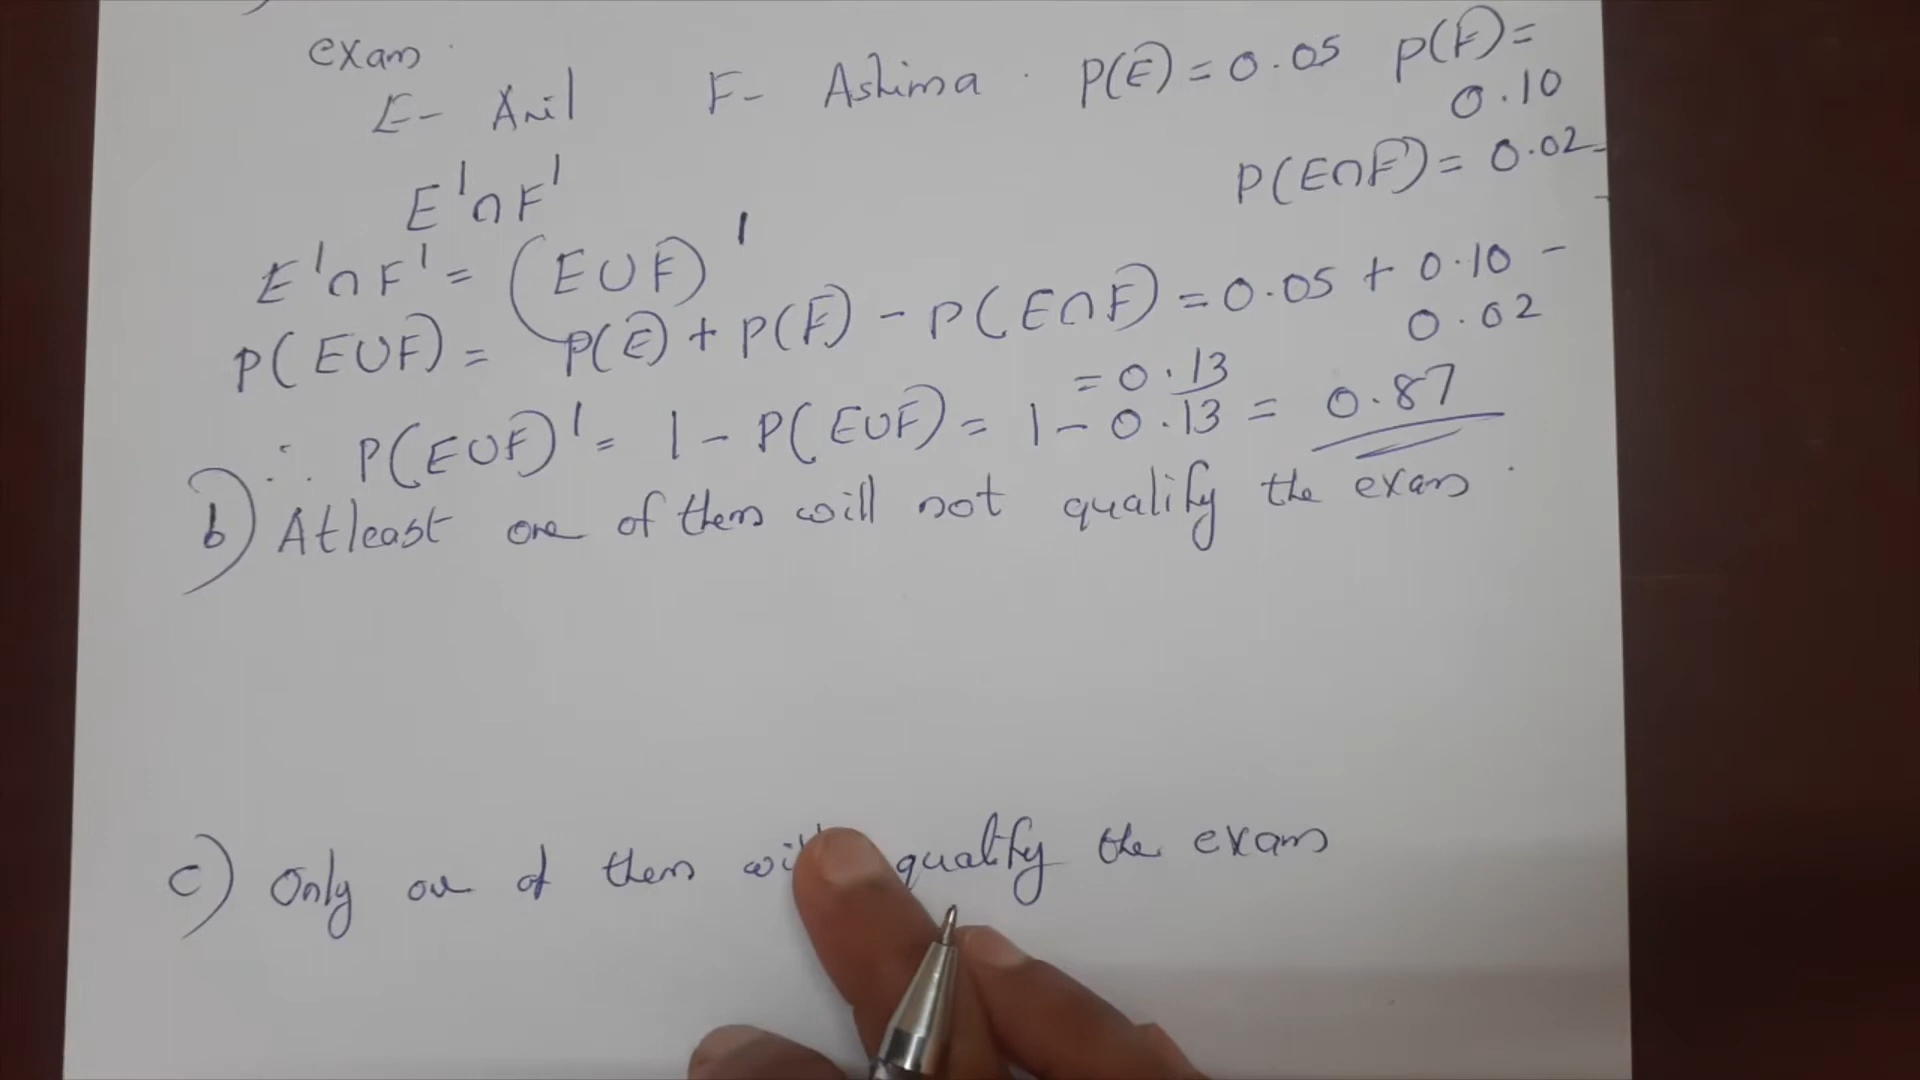 exam.
E- Anil F- Ashima. P(E) = 0.05 P(F) =
0.10
E'∩F' P(E∩F) = 0.02
E'∩F' = (E∪F)'
P(E∪F) = P(E) + P(F) - P(E∩F) = 0.05 + 0.10 -
0.02
= 0.13
∴ P(E∪F)' = 1 - P(E∪F) = 1 - 0.13 = 0.87
b) Atleast one of them will not qualify the exam.
c) Only one of them qualify the exam